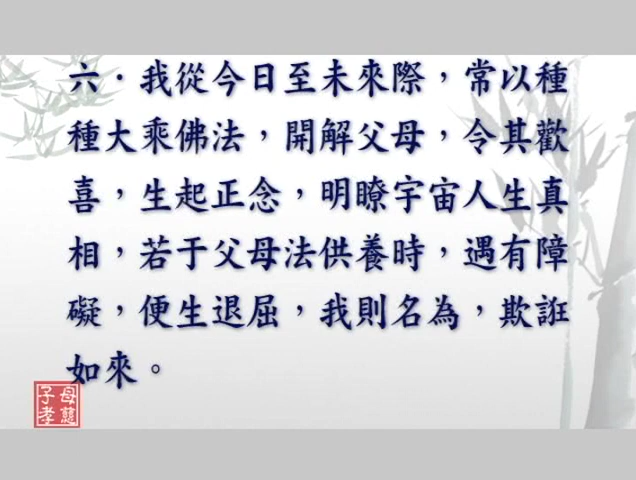 六．我從今日至未來際，常以種
種大乘佛法，開解父母，令其歡
喜，生起正念，明瞭宇宙人生真
相，若于父母法供養時，遇有障
礙，便生退屈，我則名為，欺誑
如來。
母慈
子孝